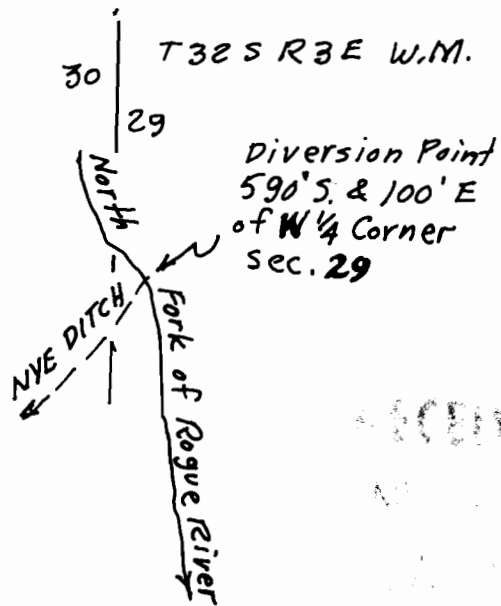 T32S R3E W.M.
30
29
Diversion Point
590' S. & 100' E
of W 1/4 Corner
sec. 29
North
Fork of Rogue River
NYE DITCH